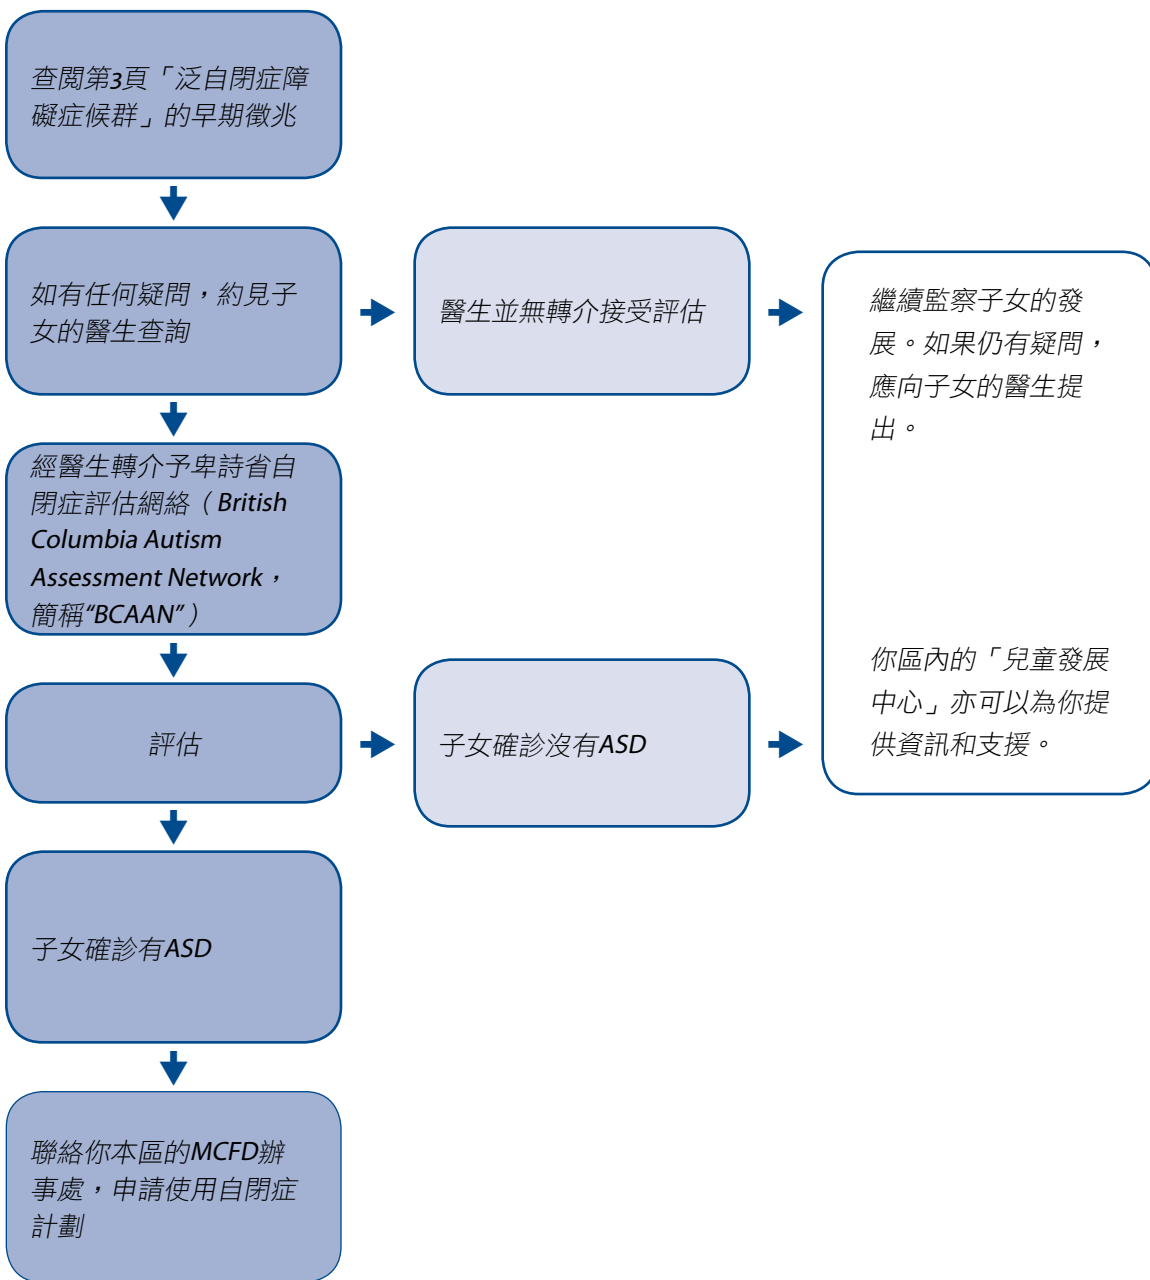 查閱第3頁「泛自閉症障
礙症候群」的早期徵兆
如有任何疑問，約見子
女的醫生查詢
醫生並無轉介接受評估
繼續監察子女的發
展。如果仍有疑問，
應向子女的醫生提
出。
經醫生轉介予卑詩省自
閉症評估網絡（British
Columbia Autism
Assessment Network，
簡稱“BCAAN”）
評估
子女確診沒有ASD
你區內的「兒童發展
中心」亦可以為你提
供資訊和支援。
子女確診有ASD
聯絡你本區的MCFD辦
事處，申請使用自閉症
計劃